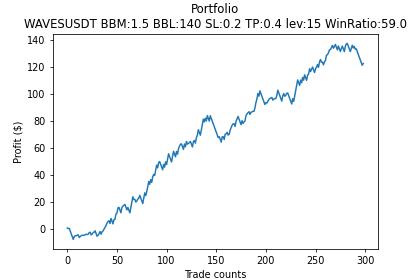 Portfolio
WAVESUSDT BBM:1.5 BBL:140 SL:0.2 TP:0.4 lev:15 WinRatio:59.0
140
120
100
80
60
40
20
0
Profit ($)
0 50 100 150 200 250 300
Trade counts